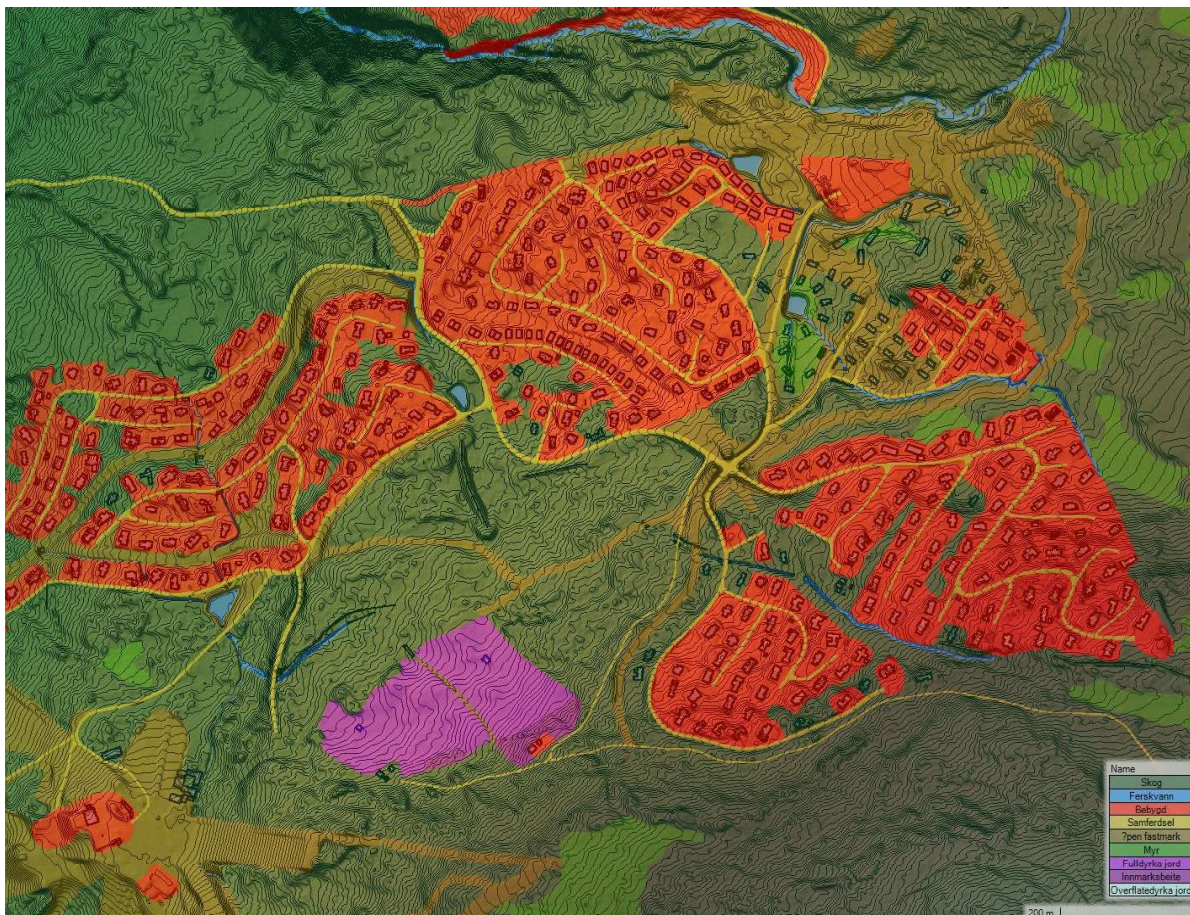 Name
Skog
Ferskvann
Bebygd
Samferdsel
?pen fastmark
Myr
Fulldyrka jord
Innmarksbeite
Overflatedyrka jord
200 m